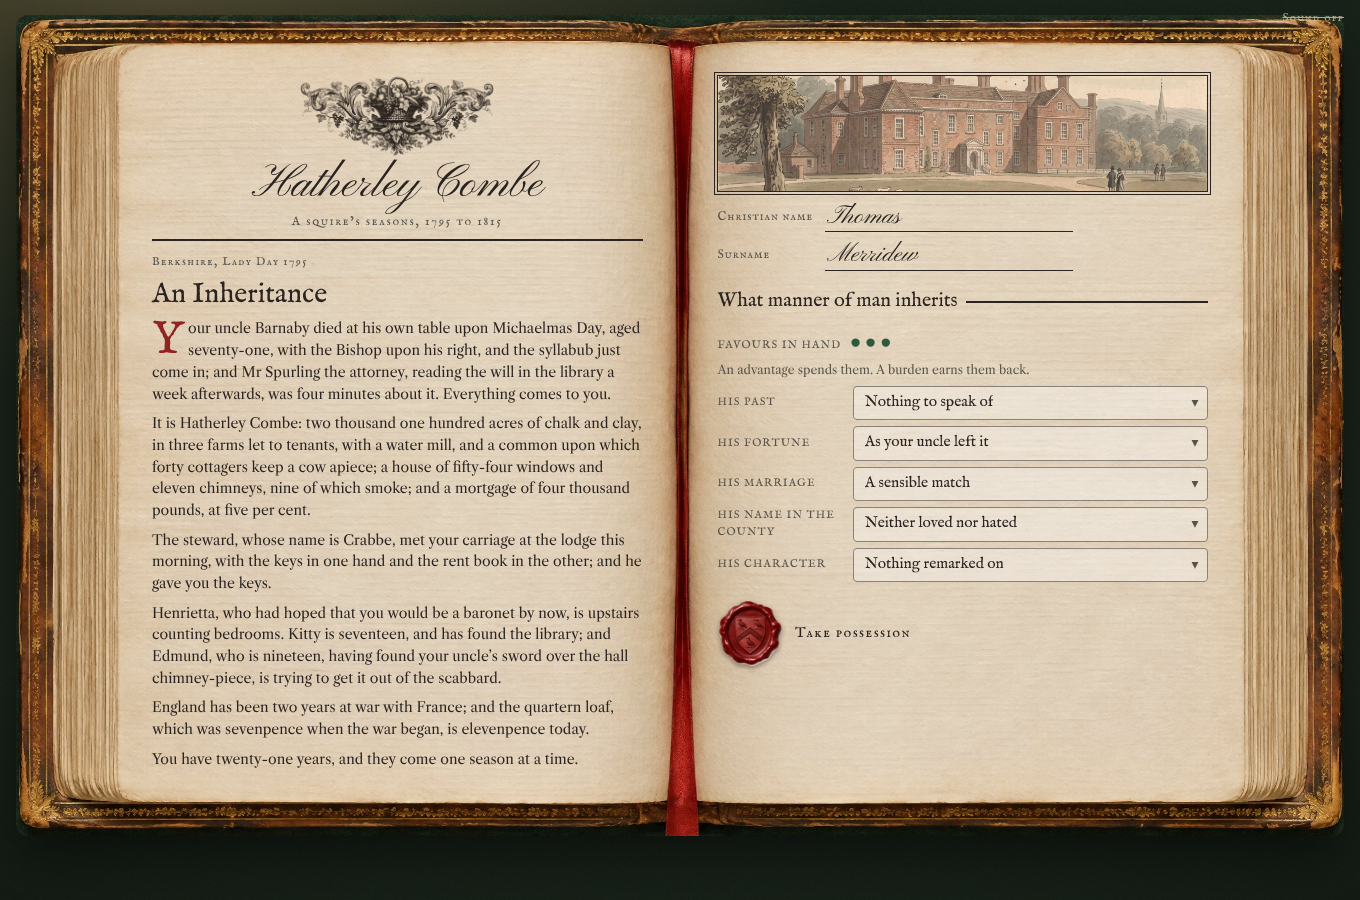 Sound off
Hatherley Combe
A squire's seasons, 1795 to 1815
Berkshire, Lady Day 1795
An Inheritance
Your uncle Barnaby died at his own table upon Michaelmas Day, aged
seventy-one, with the Bishop upon his right, and the syllabub just
come in; and Mr Spurling the attorney, reading the will in the library a
week afterwards, was four minutes about it. Everything comes to you.
It is Hatherley Combe: two thousand one hundred acres of chalk and clay,
in three farms let to tenants, with a water mill, and a common upon which
forty cottagers keep a cow apiece; a house of fifty-four windows and
eleven chimneys, nine of which smoke; and a mortgage of four thousand
pounds, at five per cent.
The steward, whose name is Crabbe, met your carriage at the lodge this
morning, with the keys in one hand and the rent book in the other; and he
gave you the keys.
Henrietta, who had hoped that you would be a baronet by now, is upstairs
counting bedrooms. Kitty is seventeen, and has found the library; and
Edmund, who is nineteen, having found your uncle's sword over the hall
chimney-piece, is trying to get it out of the scabbard.
England has been two years at war with France; and the quartern loaf,
which was sevenpence when the war began, is elevenpence today.
You have twenty-one years, and they come one season at a time.
Christian name Thomas
Surname Merridew
What manner of man inherits
FAVOURS IN HAND
An advantage spends them. A burden earns them back.
HIS PAST Nothing to speak of
HIS FORTUNE As your uncle left it
HIS MARRIAGE A sensible match
HIS NAME IN THE COUNTY Neither loved nor hated
HIS CHARACTER Nothing remarked on
Take possession